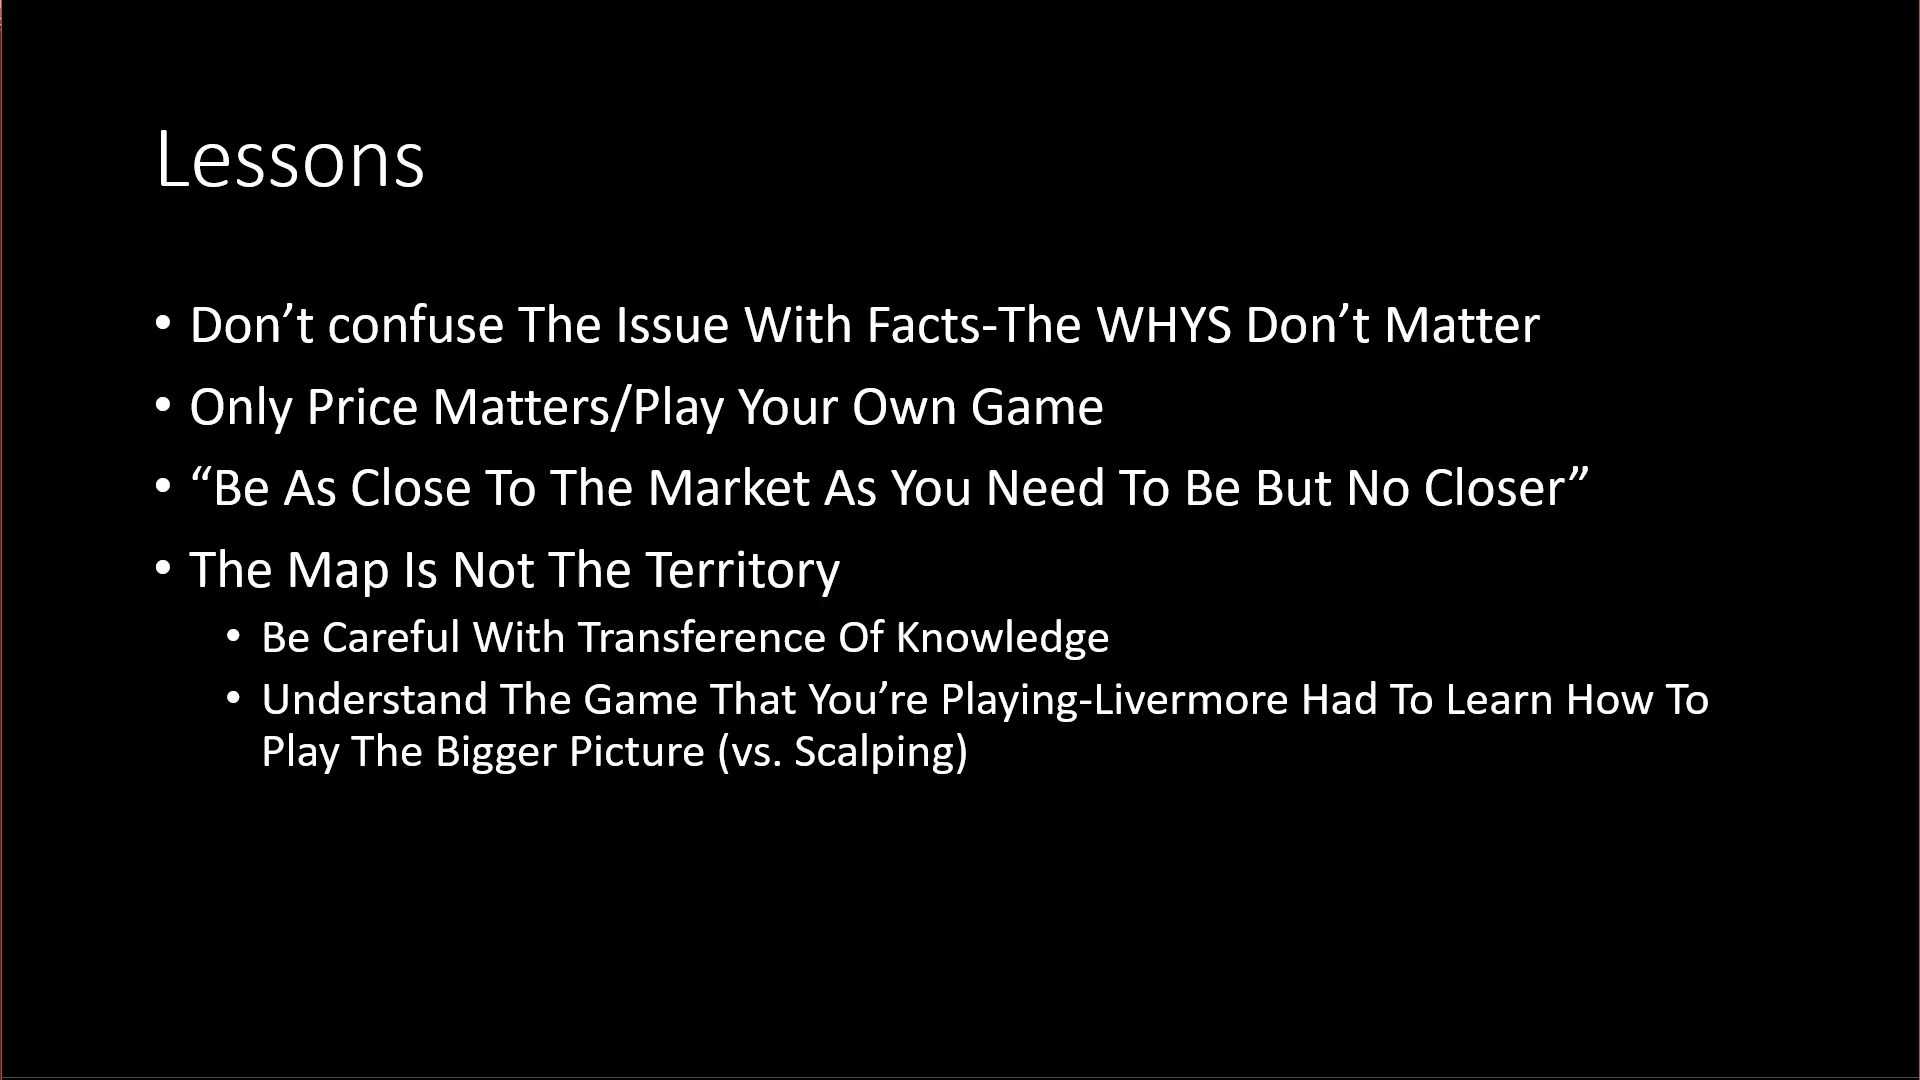 Lessons
• Don’t confuse The Issue With Facts-The WHYS Don’t Matter
• Only Price Matters/Play Your Own Game
• “Be As Close To The Market As You Need To Be But No Closer”
• The Map Is Not The Territory
• Be Careful With Transference Of Knowledge
• Understand The Game That You’re Playing-Livermore Had To Learn How To
Play The Bigger Picture (vs. Scalping)